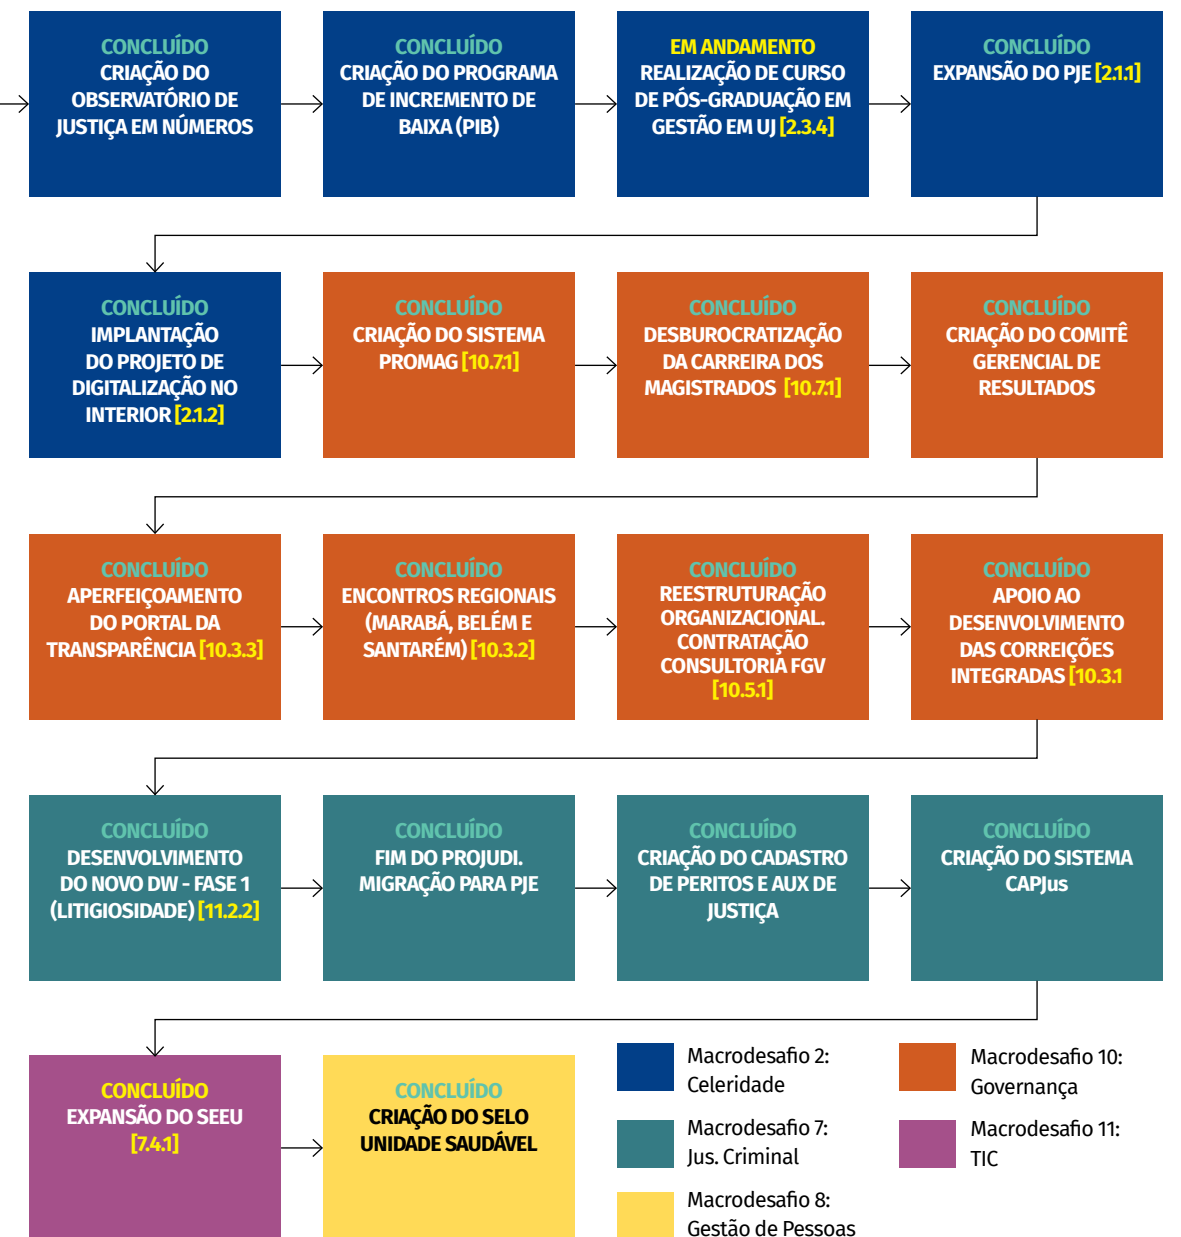 CONCLUÍDO
CRIAÇÃO DO
OBSERVATÓRIO DE
JUSTIÇA EM NÚMEROS
CONCLUÍDO
CRIAÇÃO DO PROGRAMA
DE INCREMENTO DE
BAIXA (PIB)
EM ANDAMENTO
REALIZAÇÃO DE CURSO
DE PÓS-GRADUAÇÃO EM
GESTÃO EM UJ [2.3.4]
CONCLUÍDO
EXPANSÃO DO PJE [2.1.1]
CONCLUÍDO
IMPLANTAÇÃO
DO PROJETO DE
DIGITALIZAÇÃO NO
INTERIOR [2.1.2]
CONCLUÍDO
CRIAÇÃO DO SISTEMA
PROMAG [10.7.1]
CONCLUÍDO
DESBUROCRATIZAÇÃO
DA CARREIRA DOS
MAGISTRADOS [10.7.1]
CONCLUÍDO
CRIAÇÃO DO COMITÊ
GERENCIAL DE
RESULTADOS
CONCLUÍDO
APERFEIÇOAMENTO
DO PORTAL DA
TRANSPARÊNCIA [10.3.3]
CONCLUÍDO
ENCONTROS REGIONAIS
(MARABÁ, BELÉM E
SANTARÉM) [10.3.2]
CONCLUÍDO
REESTRUTURAÇÃO
ORGANIZACIONAL.
CONTRATAÇÃO
CONSULTORIA FGV
[10.5.1]
CONCLUÍDO
APOIO AO
DESENVOLVIMENTO
DAS CORREIÇÕES
INTEGRADAS [10.3.1
CONCLUÍDO
DESENVOLVIMENTO
DO NOVO DW - FASE 1
(LITIGIOSIDADE) [11.2.2]
CONCLUÍDO
FIM DO PROJUDI.
MIGRAÇÃO PARA PJE
CONCLUÍDO
CRIAÇÃO DO CADASTRO
DE PERITOS E AUX DE
JUSTIÇA
CONCLUÍDO
CRIAÇÃO DO SISTEMA
CAPJus
CONCLUÍDO
EXPANSÃO DO SEEU
[7.4.1]
CONCLUÍDO
CRIAÇÃO DO SELO
UNIDADE SAUDÁVEL
Macrodesafio 2:
Celeridade
Macrodesafio 10:
Governança
Macrodesafio 7:
Jus. Criminal
Macrodesafio 11:
TIC
Macrodesafio 8:
Gestão de Pessoas